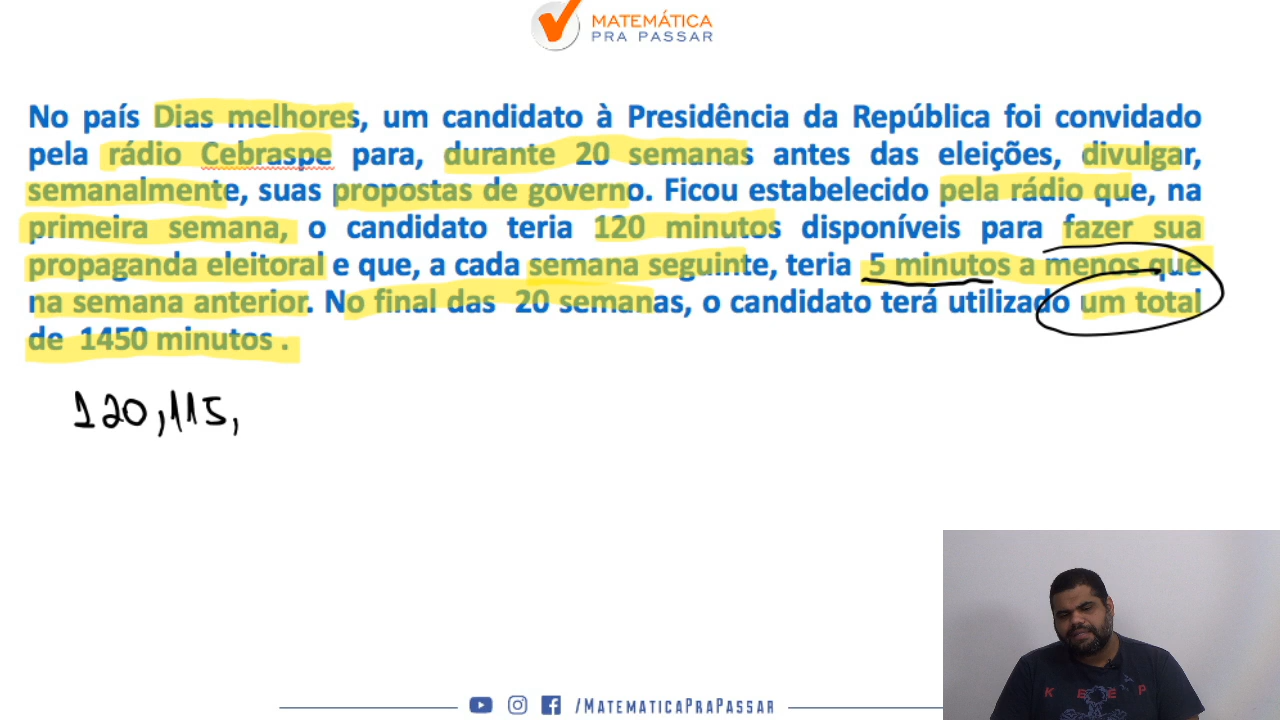 MATEMÁTICA
PRA PASSAR
No país Dias melhores, um candidato à Presidência da República foi convidado
pela rádio Cebraspe para, durante 20 semanas antes das eleições, divulgar,
semanalmente, suas propostas de governo. Ficou estabelecido pela rádio que, na
primeira semana, o candidato teria 120 minutos disponíveis para fazer sua
propaganda eleitoral e que, a cada semana seguinte, teria 5 minutos a menos que
na semana anterior. No final das 20 semanas, o candidato terá utilizado um total
de 1450 minutos .
120,115,
KEEP
/MATEMATICAPRAPASSAR